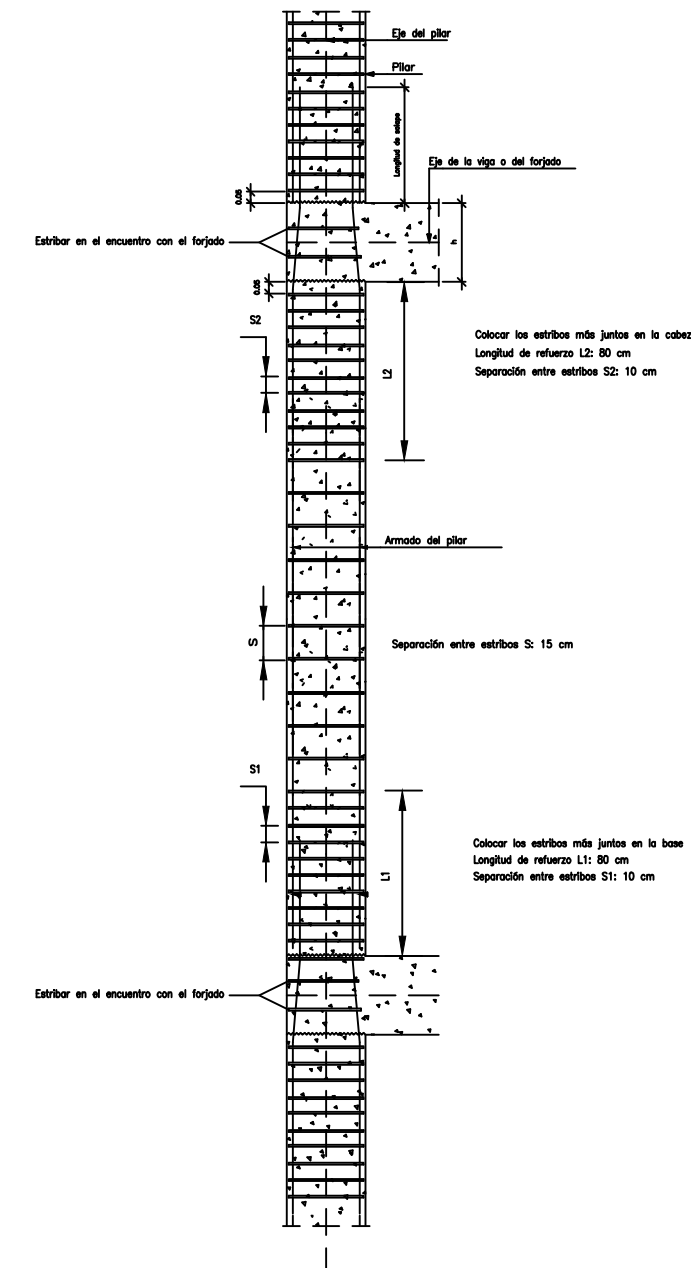 Eje del pilar
Pilar
Longitud de solape
Eje de la viga o del forjado
0.05
Estribar en el encuentro con el forjado
h
0.05
S2
Colocar los estribos más juntos en la cabez
Longitud de refuerzo L2: 80 cm
Separación entre estribos S2: 10 cm
L2
Armado del pilar
S
Separación entre estribos S: 15 cm
S1
Colocar los estribos más juntos en la base
Longitud de refuerzo L1: 80 cm
Separación entre estribos S1: 10 cm
L1
Estribar en el encuentro con el forjado